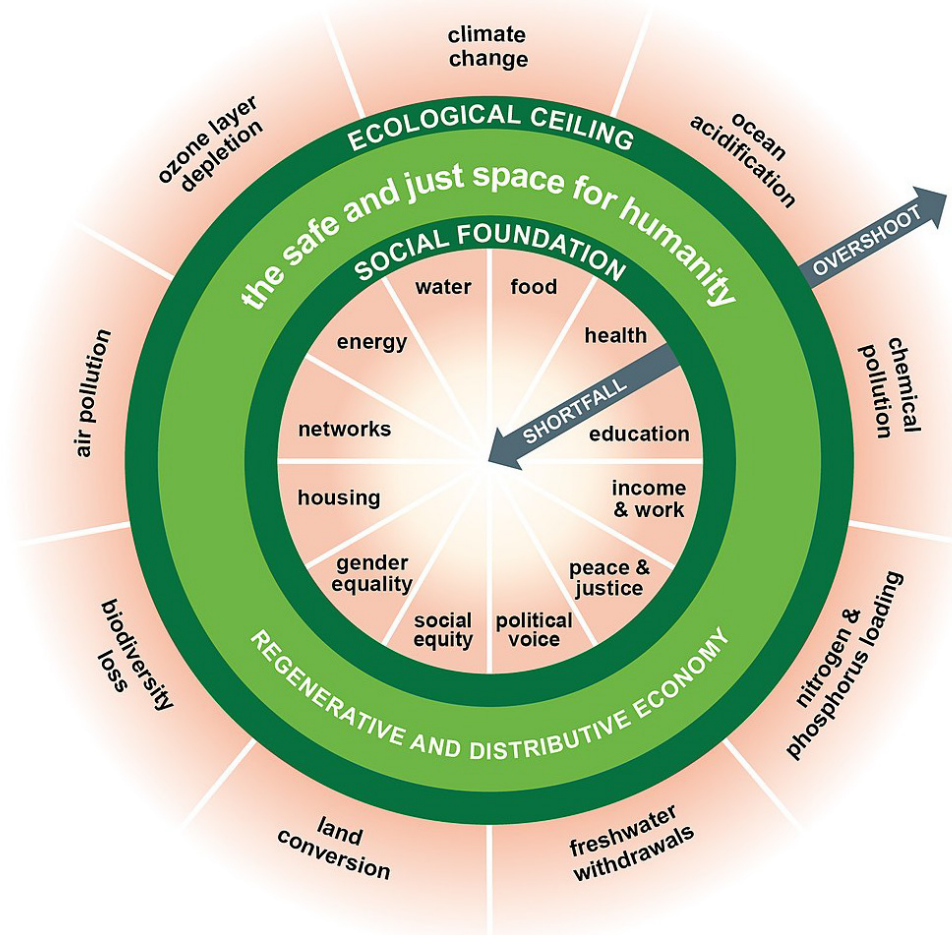 climate
change
ozone layer
depletion
ocean
acidification
ECOLOGICAL CEILING
the safe and just space for humanity
OVERSHOOT
SOCIAL FOUNDATION
water
food
energy
health
air pollution
chemical
pollution
SHORTFALL
networks
education
housing
income
& work
gender
equality
peace &
justice
social
equity
political
voice
biodiversity
loss
nitrogen &
phosphorus loading
REGENERATIVE AND DISTRIBUTIVE ECONOMY
land
conversion
freshwater
withdrawals